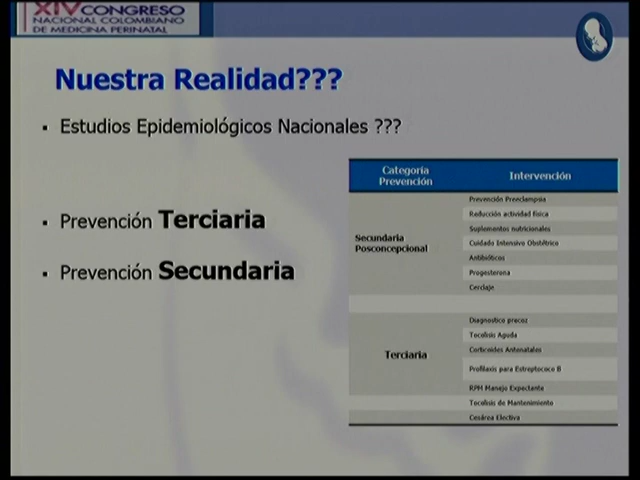 XIV CONGRESO
NACIONAL COLOMBIANO
DE MEDICINA PERINATAL
Nuestra Realidad???
Estudios Epidemiológicos Nacionales ???
Prevención Terciaria
Prevención Secundaria
Categoria Prevención
Intervención
Secundaria Posconcepcional
Prevención Preeclampsia
Reducción actividad física
Suplementos nutricionales
Cuidado Intensivo Obstétrico
Antibióticos
Progesterona
Cerclaje
Terciaria
Diagnostico precoz
Tocolisis Aguda
Corticoides Antenatales
Profilaxis para Estreptococo B
RPM Manejo Expectante
Tocolisis de Mantenimiento
Cesárea Electiva